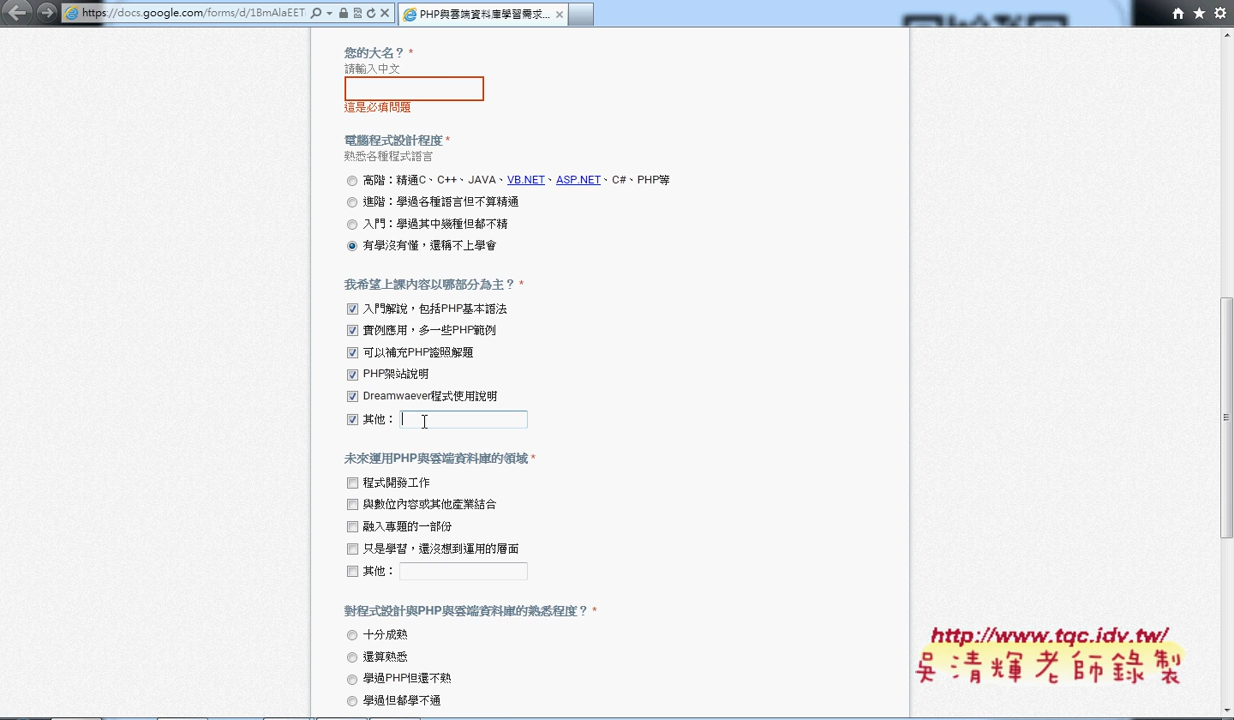 https://docs.google.com/forms/d/1BmAlaEET
PHP與雲端資料庫學習需求...
您的大名？ *
請輸入中文
這是必填問題
電腦程式設計程度 *
熟悉各種程式語言
高階：精通C、C++、JAVA、VB.NET、ASP.NET、C#、PHP等
進階：學過各種語言但不算精通
入門：學過其中幾種但都不精
有學沒有懂，還稱不上學會
我希望上課內容以哪部分為主？ *
入門解說，包括PHP基本語法
實例應用，多一些PHP範例
可以補充PHP證照解題
PHP架站說明
Dreamwaever程式使用說明
其他：
未來運用PHP與雲端資料庫的領域 *
程式開發工作
與數位內容或其他產業結合
融入專題的一部份
只是學習，還沒想到運用的層面
其他：
對程式設計與PHP與雲端資料庫的熟悉程度？ *
十分成熟
還算熟悉
學過PHP但還不熟
學過但都學不通
http://www.tqc.idv.tw/
吳清輝老師錄製